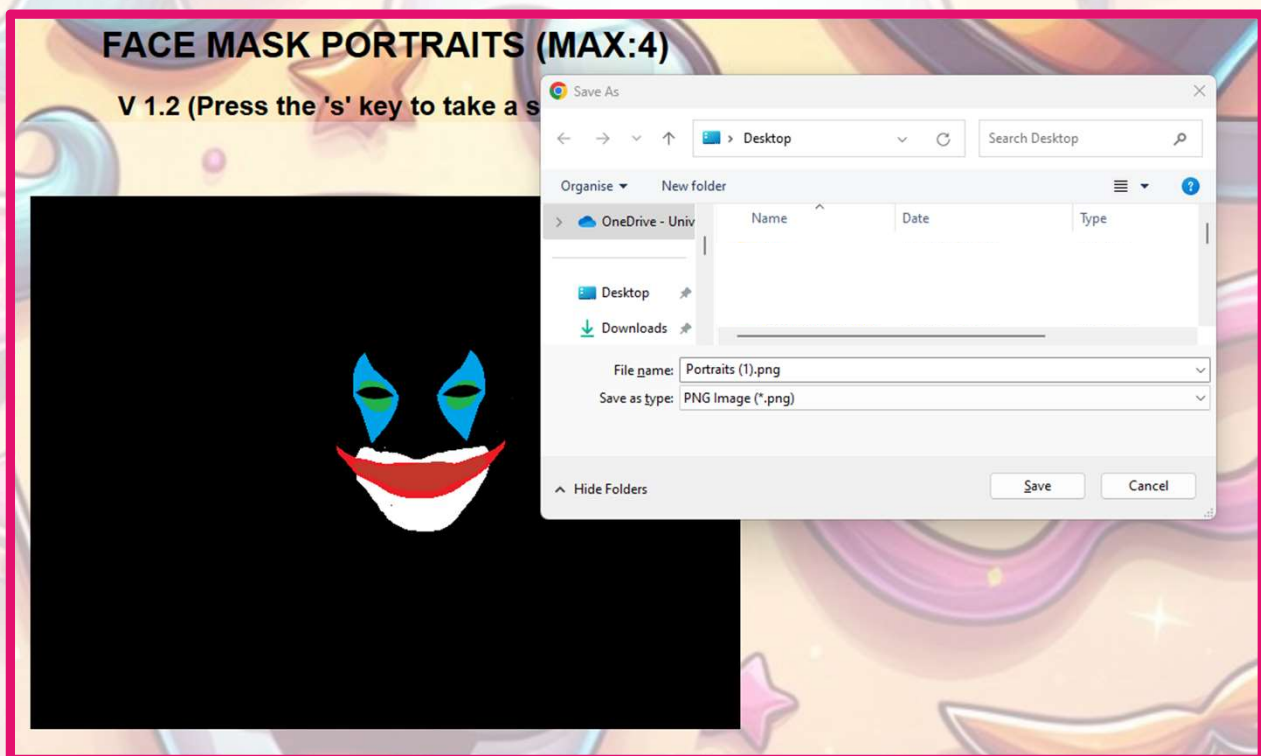 FACE MASK PORTRAITS (MAX:4)
V 1.2 (Press the 's' key to take a s
Save As
Desktop
Search Desktop
Organise
New folder
OneDrive - Univ
Name
Date
Type
Desktop
Downloads
File name: Portraits (1).png
Save as type: PNG Image (*.png)
Hide Folders
Save
Cancel